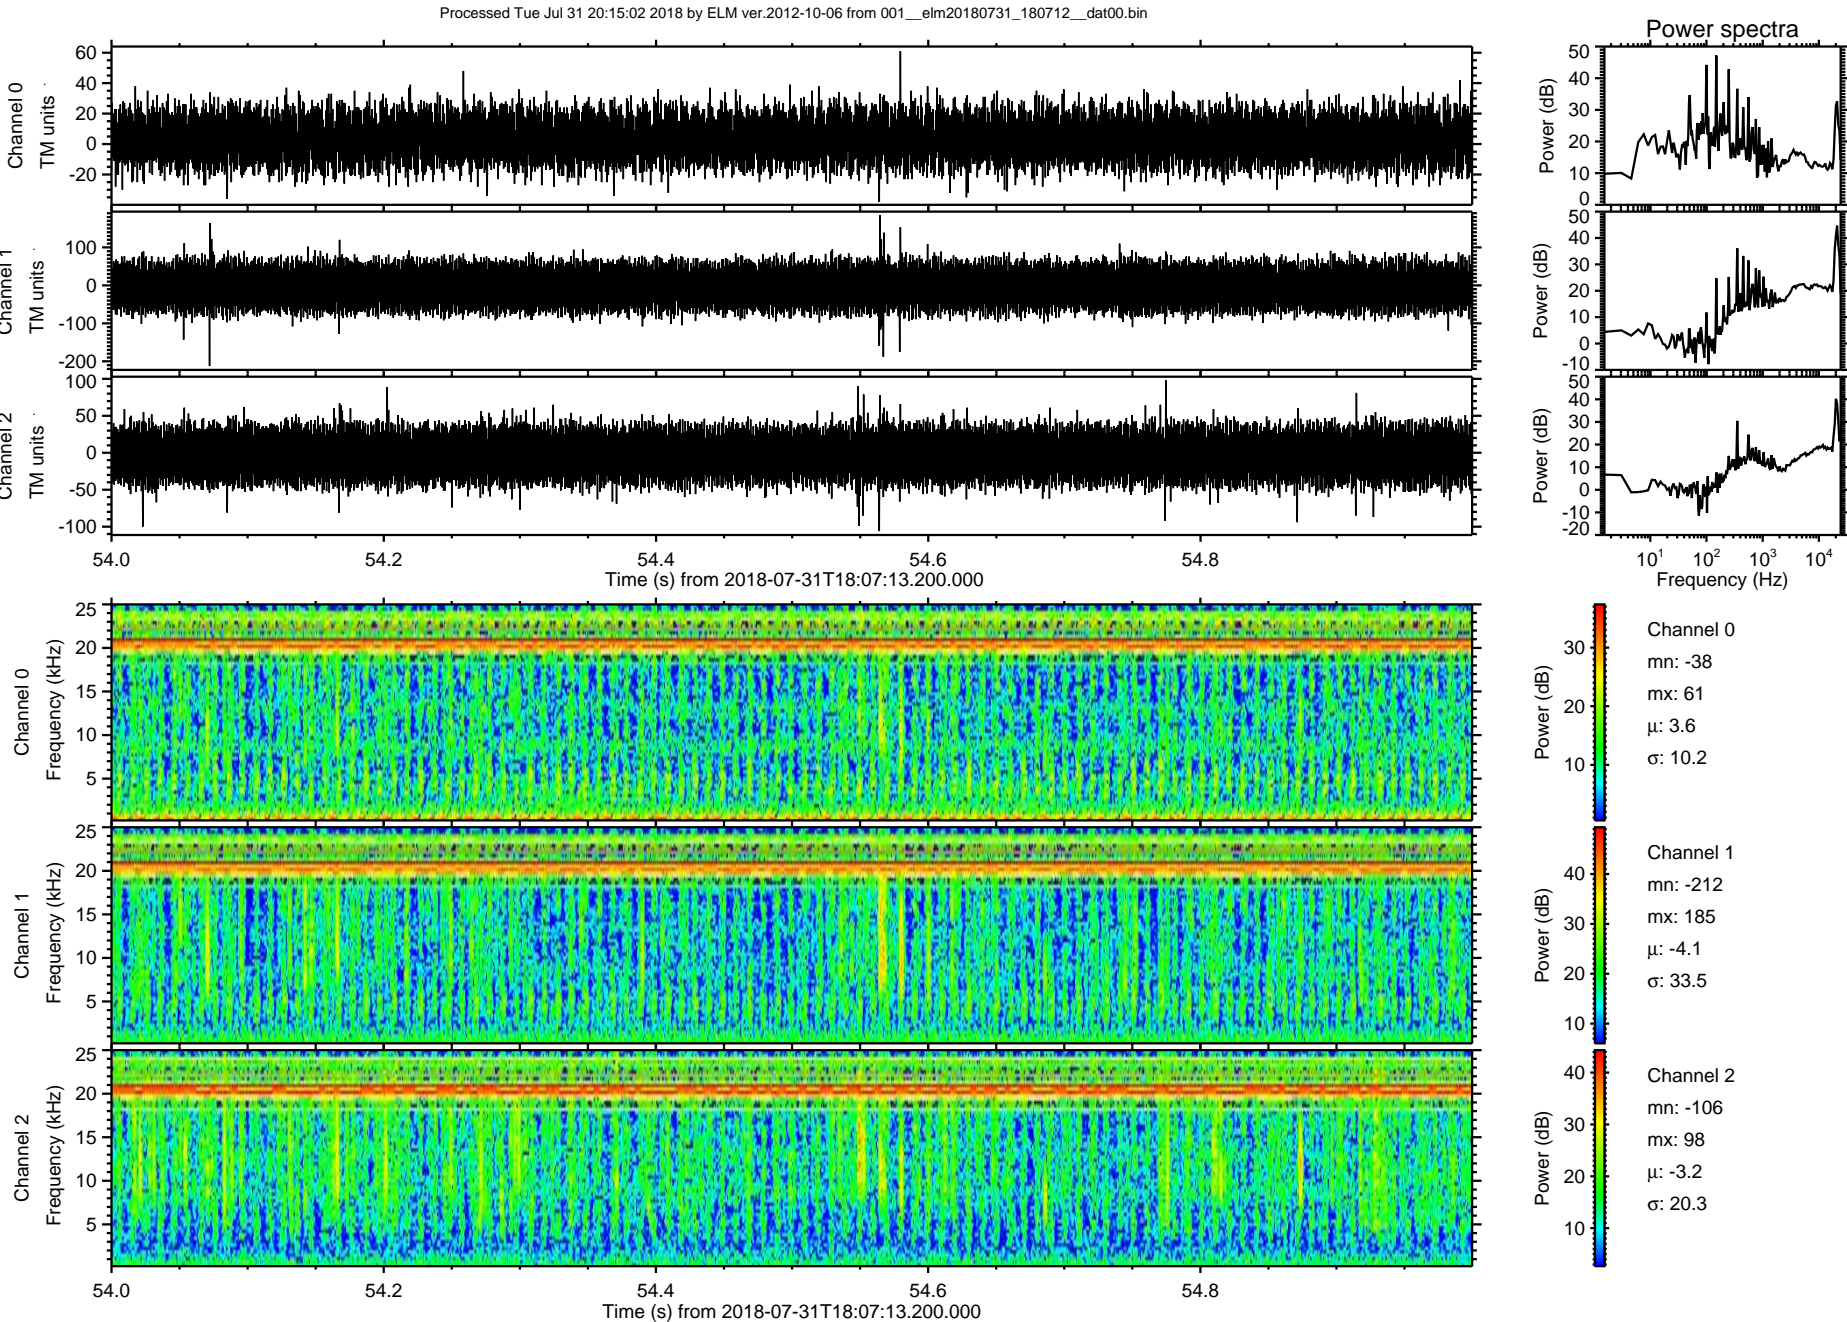 Processed Tue Jul 31 20:15:02 2018 by ELM ver.2012-10-06 from 001__elm20180731_180712__dat00.bin
Power spectra
Channel 0
TM units
60
40
20
0
-20
Power (dB)
50
40
30
20
10
0
Channel 1
TM units
100
0
-100
-200
Power (dB)
50
40
30
20
10
0
-10
Channel 2
TM units
100
50
0
-50
-100
Power (dB)
50
40
30
20
10
0
-10
-20
54.0 54.2 54.4 54.6 54.8
Time (s) from 2018-07-31T18:07:13.200.000
10¹ 10² 10³ 10⁴
Frequency (Hz)
Channel 0
Frequency (kHz)
25
20
15
10
5
Power (dB)
30
20
10
Channel 0
mn: -38
mx: 61
μ: 3.6
σ: 10.2
Channel 1
Frequency (kHz)
25
20
15
10
5
Power (dB)
40
30
20
10
Channel 1
mn: -212
mx: 185
μ: -4.1
σ: 33.5
Channel 2
Frequency (kHz)
25
20
15
10
5
Power (dB)
40
30
20
10
Channel 2
mn: -106
mx: 98
μ: -3.2
σ: 20.3
54.0 54.2 54.4 54.6 54.8
Time (s) from 2018-07-31T18:07:13.200.000